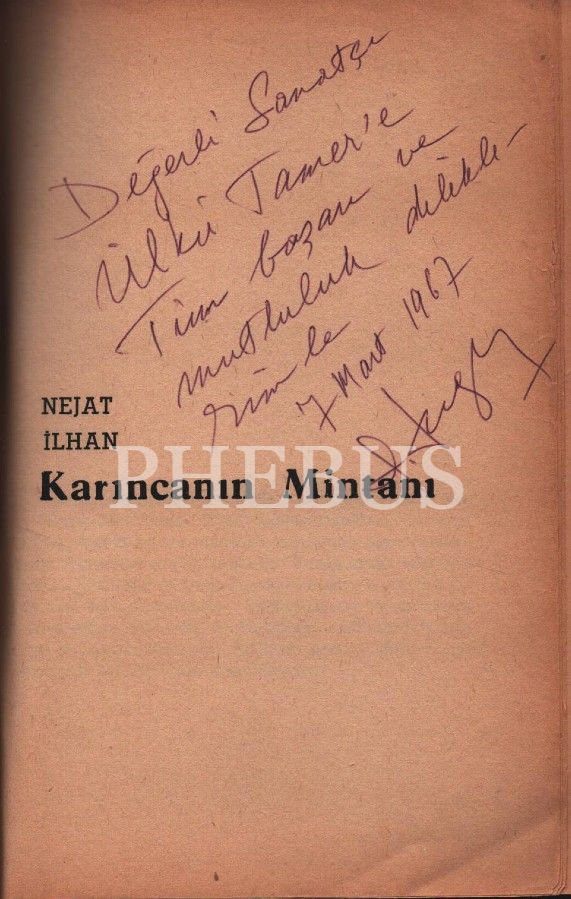 Değerli Sanatçı
Ülkü Tamer'e
Tüm başarı ve
mutluluk dilekle-
rimle
7 Mart 1967
NEJAT
İLHAN
Karıncanın Mintanı
PHEBUS